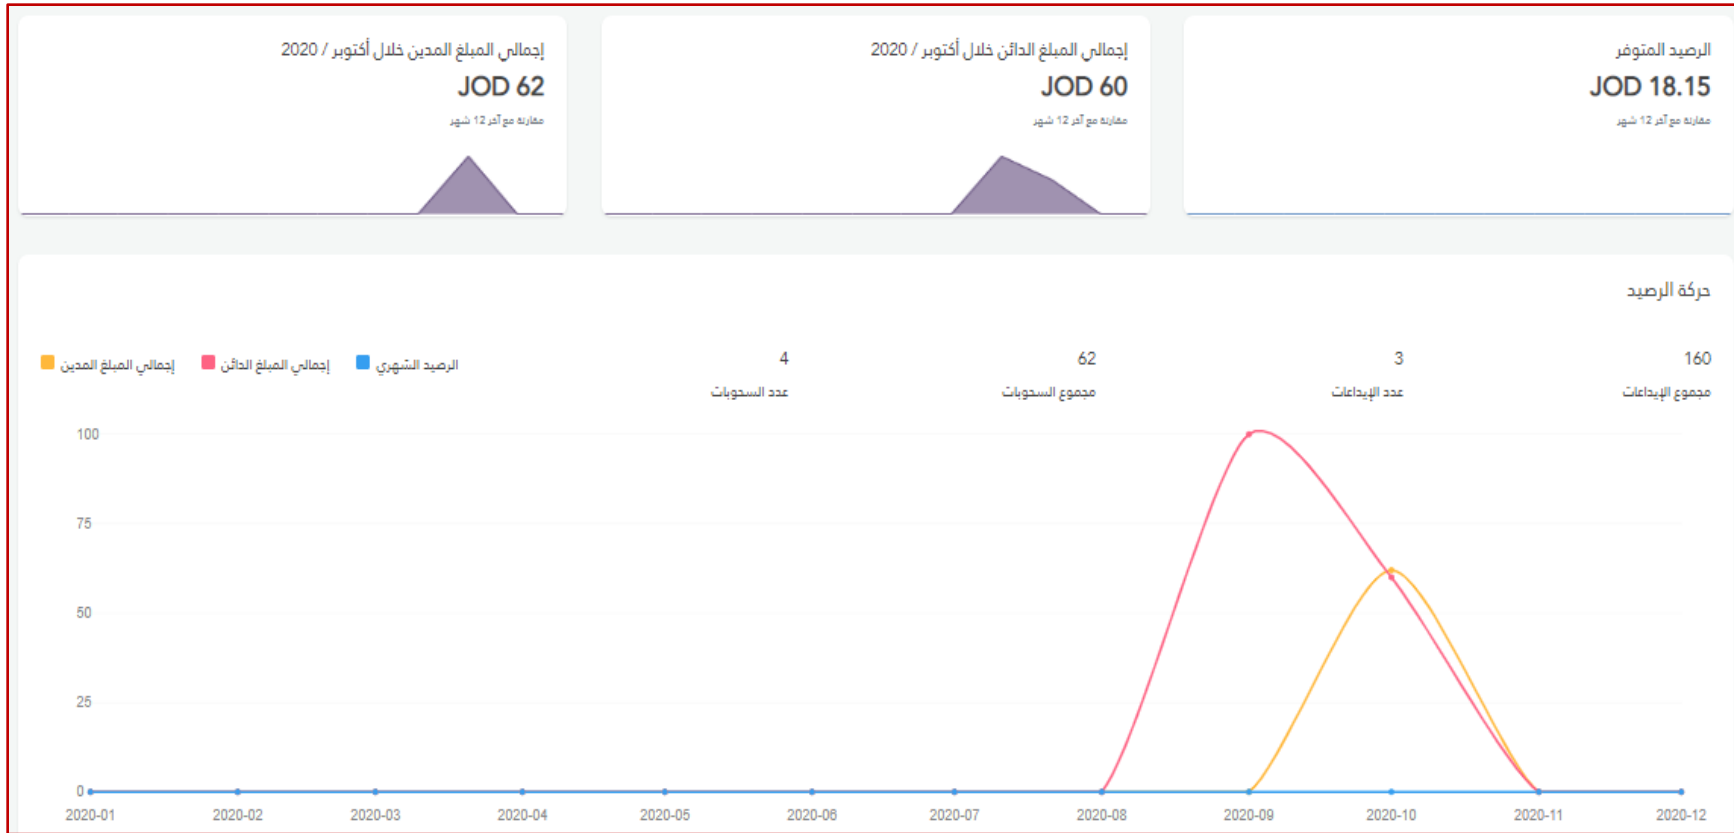 الرصيد المتوفر
JOD 18.15
مقارنة مع آخر 12 شهر
إجمالي المبلغ الدائن خلال أكتوبر / 2020
JOD 60
مقارنة مع آخر 12 شهر
إجمالي المبلغ المدين خلال أكتوبر / 2020
JOD 62
مقارنة مع آخر 12 شهر
حركة الرصيد
160
مجموع الإيداعات
3
عدد الإيداعات
62
مجموع السحوبات
4
عدد السحوبات
الرصيد الشهري
إجمالي المبلغ الدائن
إجمالي المبلغ المدين
100
75
50
25
0
2020-01 2020-02 2020-03 2020-04 2020-05 2020-06 2020-07 2020-08 2020-09 2020-10 2020-11 2020-12